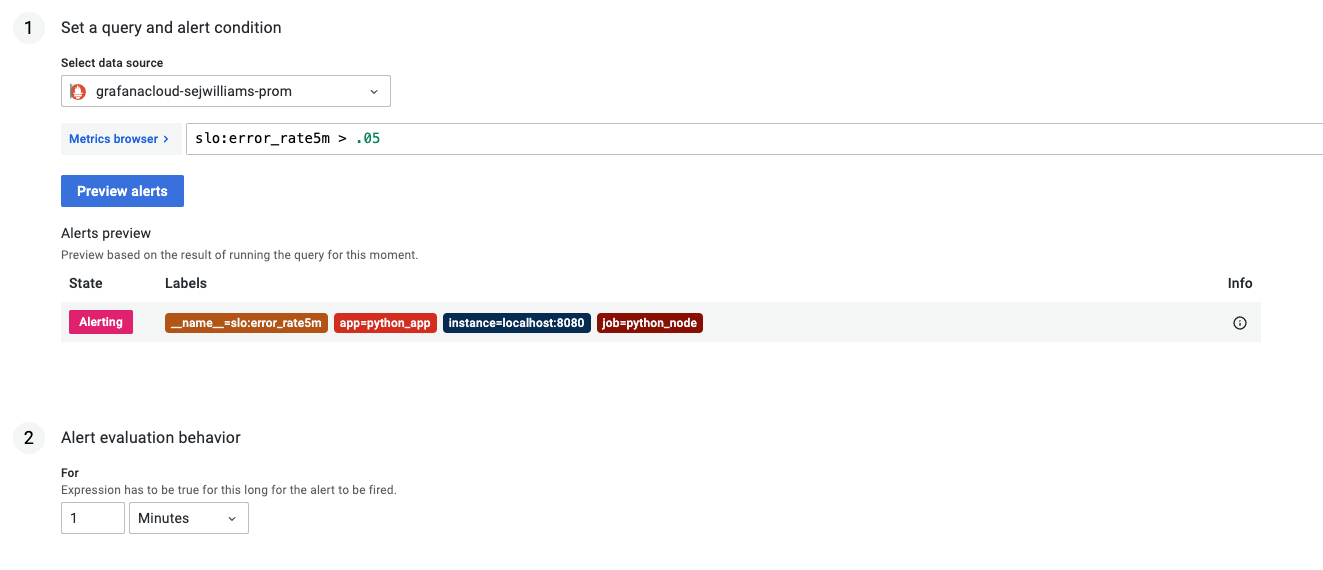 1 Set a query and alert condition
Select data source
grafanacloud-sejwilliams-prom
Metrics browser > slo:error_rate5m > .05
Preview alerts
Alerts preview
Preview based on the result of running the query for this moment.
State Labels Info
Alerting __name__=slo:error_rate5m app=python_app instance=localhost:8080 job=python_node
2 Alert evaluation behavior
For
Expression has to be true for this long for the alert to be fired.
1 Minutes